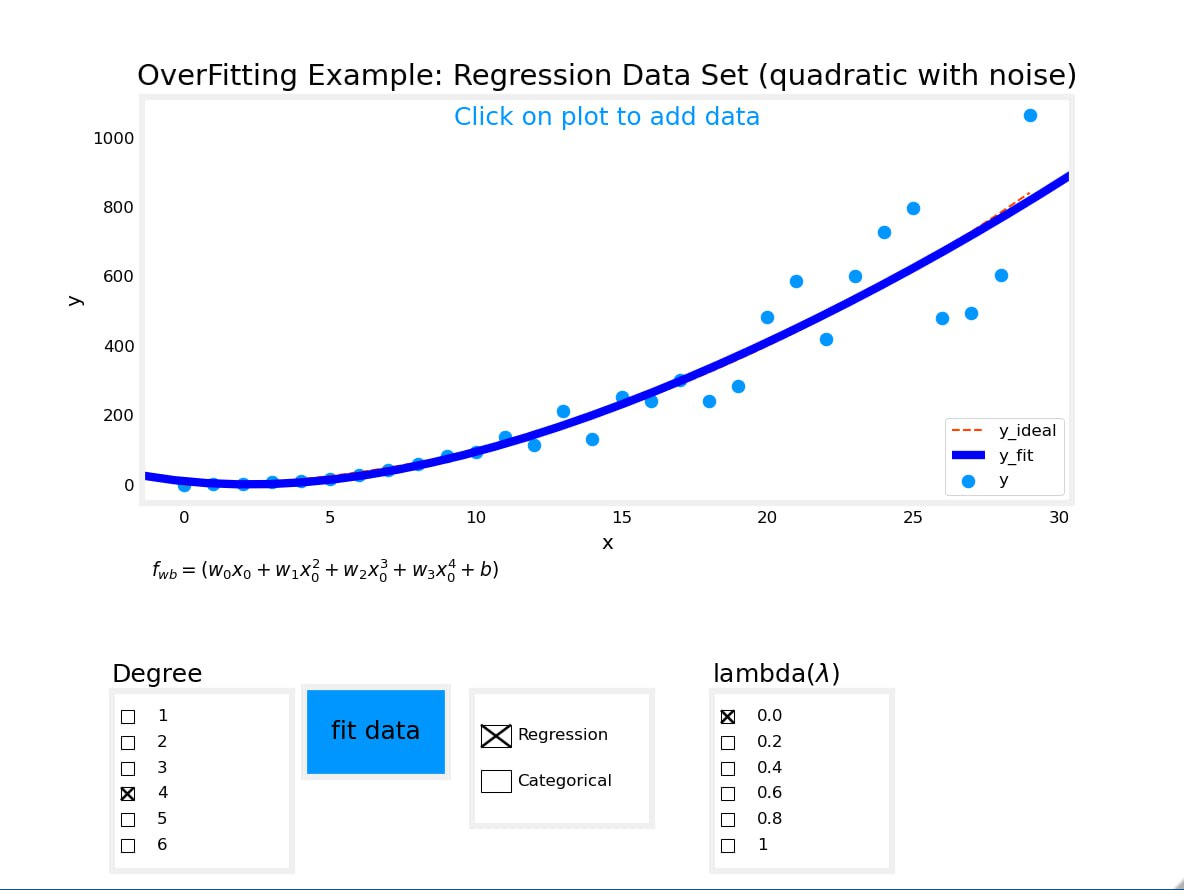 OverFitting Example: Regression Data Set (quadratic with noise)
Click on plot to add data
1000
800
600
400
200
0
y
0 5 10 15 20 25 30
x
y_ideal
y_fit
y
f_{wb} = (w_0x_0 + w_1x_0^2 + w_2x_0^3 + w_3x_0^4 + b)
Degree
1
2
3
4
5
6
fit data
Regression
Categorical
lambda(λ)
0.0
0.2
0.4
0.6
0.8
1